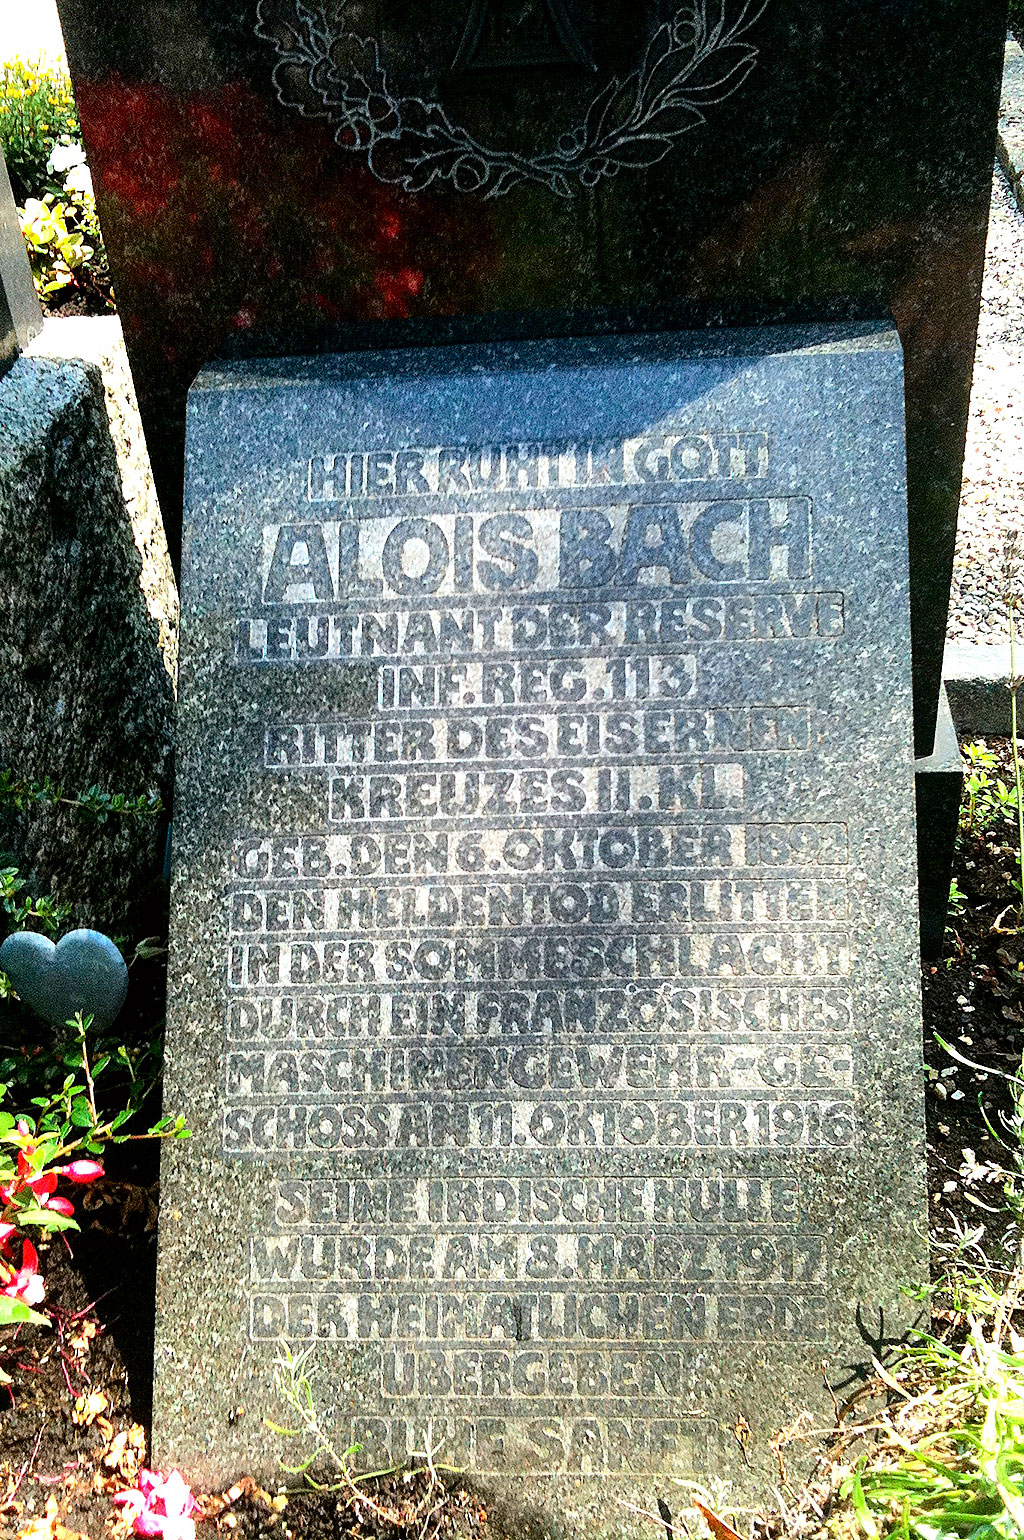 HIER RUHT IN GOTT
ALOIS BACH
LEUTNANT DER RESERVE
INF. REG. 113
RITTER DES EISERNEN
KREUZES II. KL.
GEB. DEN 6. OKTOBER 1892
DEN HELDENTOD ERLITTEN
IN DER SOMMESCHLACHT
DURCH EIN FRANZÖSISCHES
MASCHINENGEWEHR-GE-
SCHOSS AN 11. OKTOBER 1916
SEINE IRDISCHE HÜLLE
WURDE AM 8. MÄRZ 1917
DER HEIMATLICHEN ERDE
ÜBERGEBEN
RUHE SANFT!